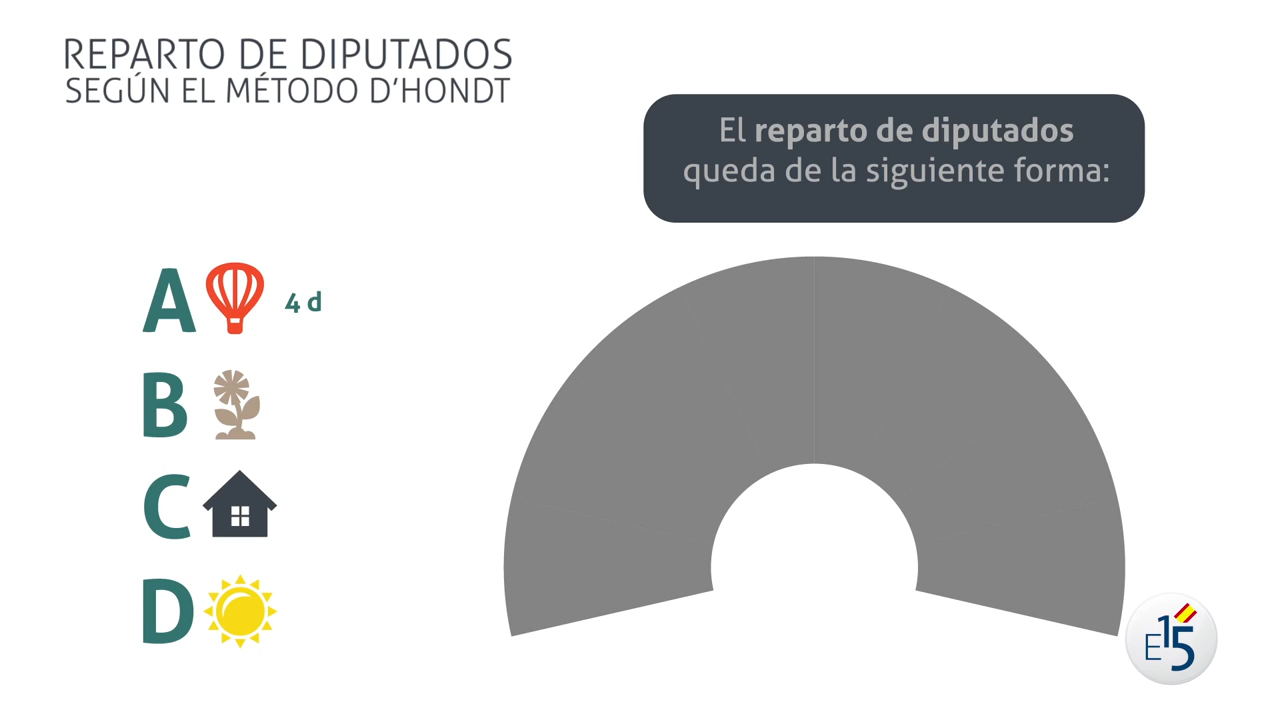 REPARTO DE DIPUTADOS
SEGÚN EL MÉTODO D'HONDT
El reparto de diputados
queda de la siguiente forma:
A 4 d
B
C
D
E15